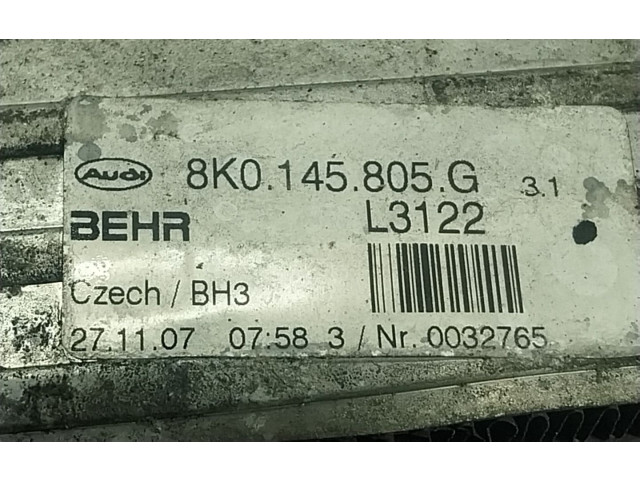 Audi 8K0.145.805.G 3.1
BEHR L3122
Czech / BH3
27.11.07 07:58 3 / Nr. 0032765